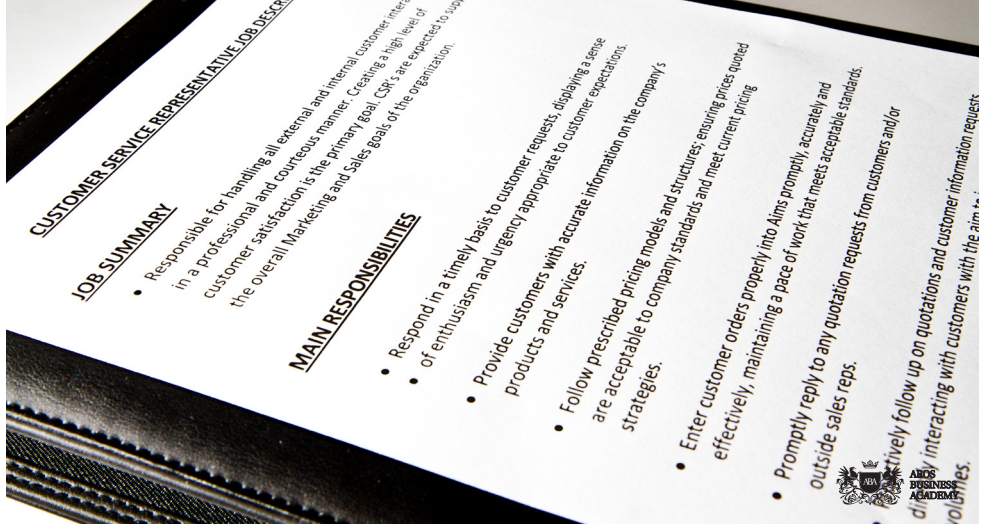 CUSTOMER SERVICE REPRESENTATIVE JOB
JOB SUMMARY
• Responsible for handling all external and internal customer
in a professional and courteous manner. Creating a high level of
customer satisfaction is the primary goal. CSR's are expected to
the overall Marketing and Sales goals of the organization.
MAIN RESPONSIBILITIES
• Respond in a timely basis to customer requests, displaying a sense
• of enthusiasm and urgency appropriate to customer expectations.
• Provide customers with accurate information on the company's
products and services.
• Follow prescribed pricing models and structures; ensuring prices quoted
are acceptable to company standards and meet current pricing
strategies.
• Enter customer orders properly into Aims promptly, accurately and
effectively, maintaining a pace of work that meets acceptable standards.
• Promptly reply to any quotation requests from customers and/or
outside sales reps.
follow up on quotations and customer information requests
interacting with customers with the aim
ABA
ABOS
BUSINESS
ACADEMY